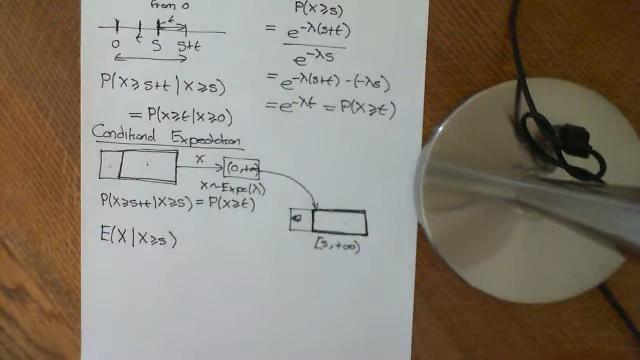 from 0
t
0 t s s+t
P(X≥s+t|X≥s)
= P(X≥t|X≥0)
P(X≥s)
= e^-λ(s+t)
e^-λs
= e^-λ(s+t)-(-λs)
= e^-λt = P(X≥t)
Conditional Expectation
X (0,+∞)
X~Expo(λ)
P(X≥s+t|X≥s) = P(X≥t)
[s,+∞)
E(X|X≥s)